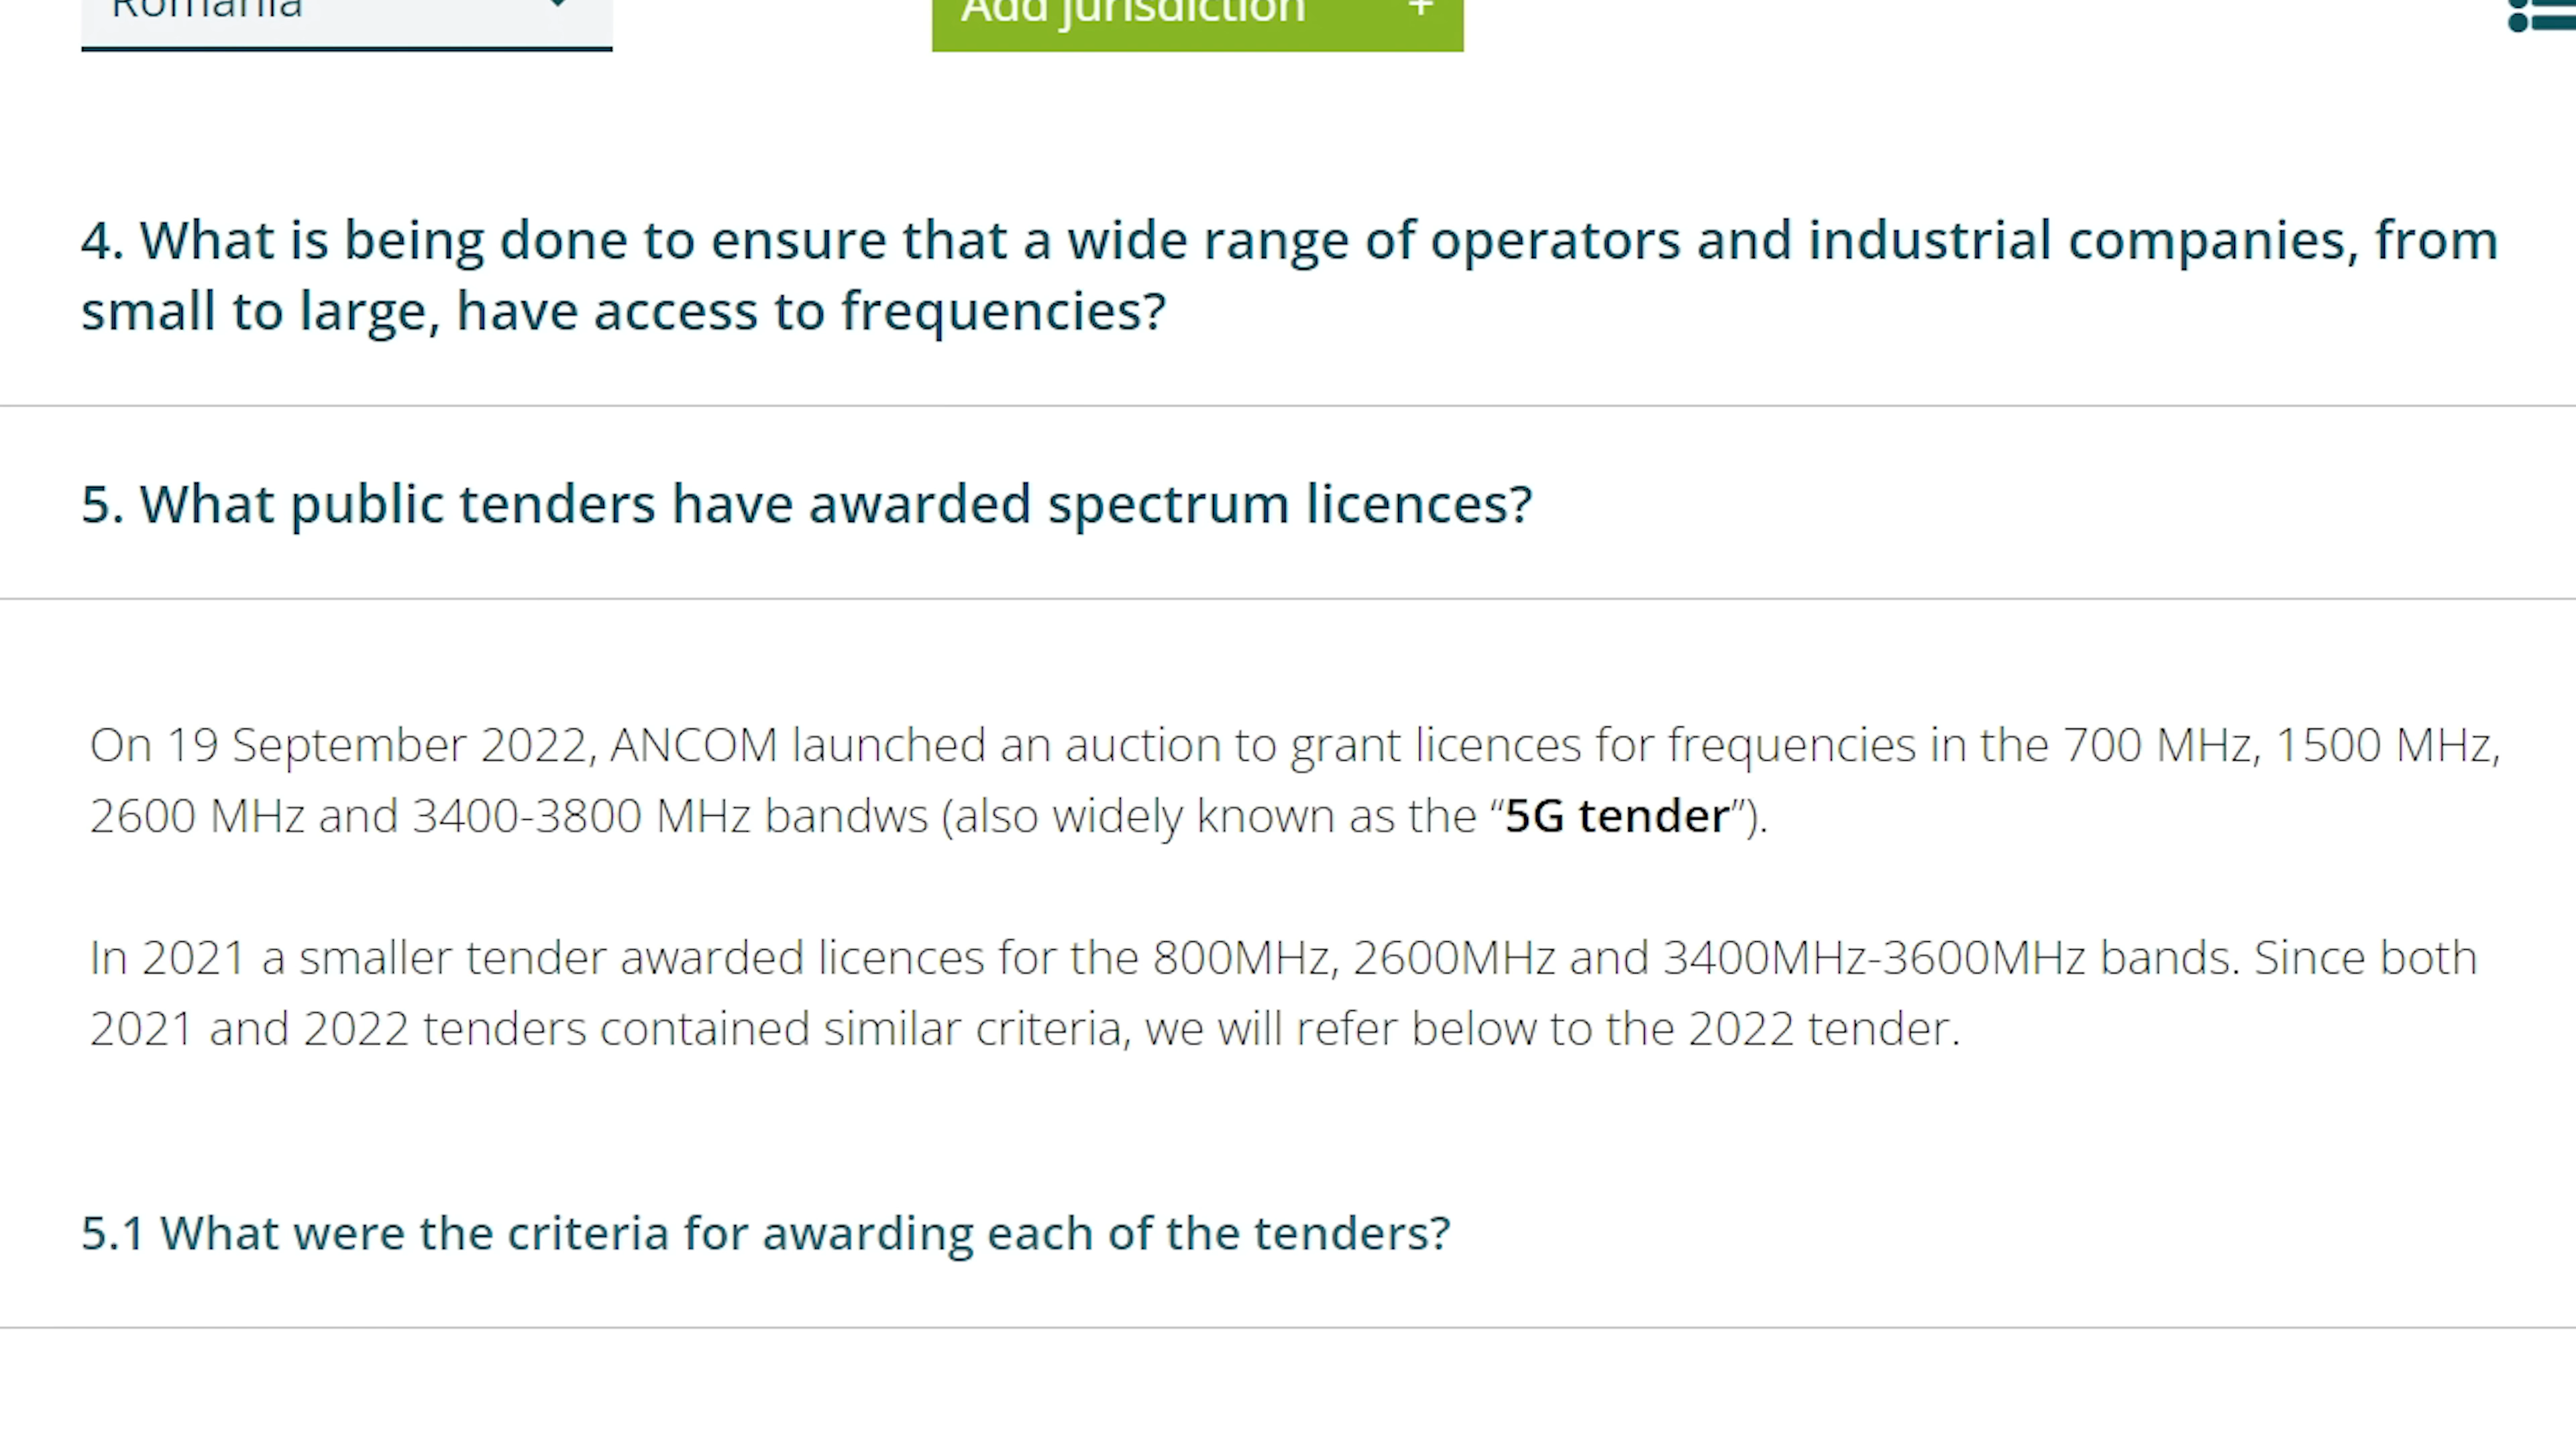 Romania
Add jurisdiction +
4. What is being done to ensure that a wide range of operators and industrial companies, from
small to large, have access to frequencies?
5. What public tenders have awarded spectrum licences?
On 19 September 2022, ANCOM launched an auction to grant licences for frequencies in the 700 MHz, 1500 MHz,
2600 MHz and 3400-3800 MHz bandws (also widely known as the “5G tender”).
In 2021 a smaller tender awarded licences for the 800MHz, 2600MHz and 3400MHz-3600MHz bands. Since both
2021 and 2022 tenders contained similar criteria, we will refer below to the 2022 tender.
5.1 What were the criteria for awarding each of the tenders?